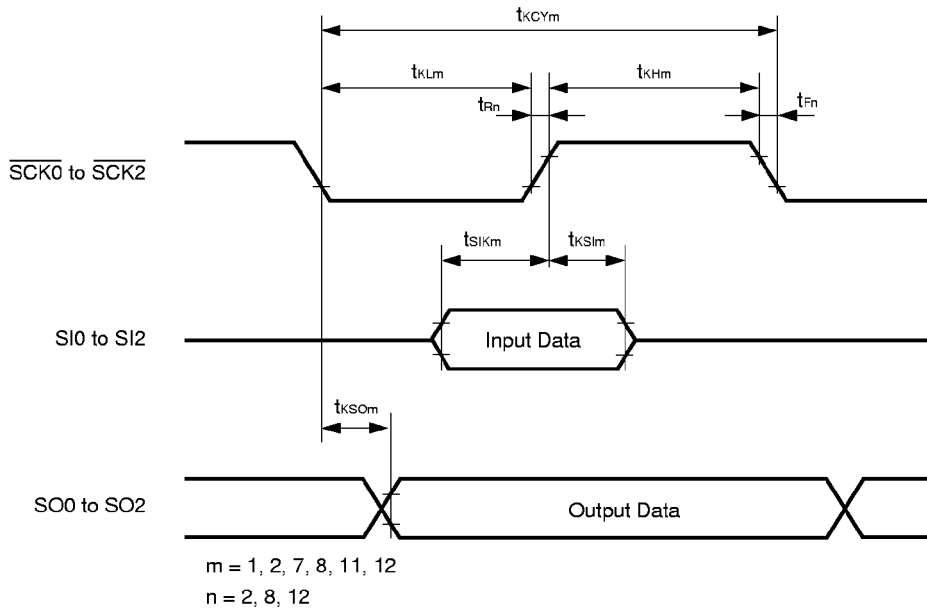 tKCYm
tKLm
tKHm
tRn
tFn
SCK0 to SCK2
tSIKm
tKSIm
SI0 to SI2
Input Data
tKSOm
SO0 to SO2
Output Data
m = 1, 2, 7, 8, 11, 12
n = 2, 8, 12